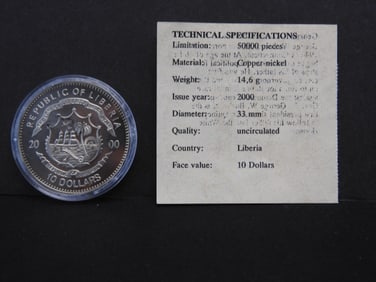 REPUBLIC OF LIBERIA
20 00
10 DOLLARS
TECHNICAL SPECIFICATIONS
Limitation: 50000 pieces
Material: Copper-nickel
Weight: 14,6 g
Issue year: 2000
Diameter: 33 mm
Quality: uncirculated
Country: Liberia
Face value: 10 Dollars